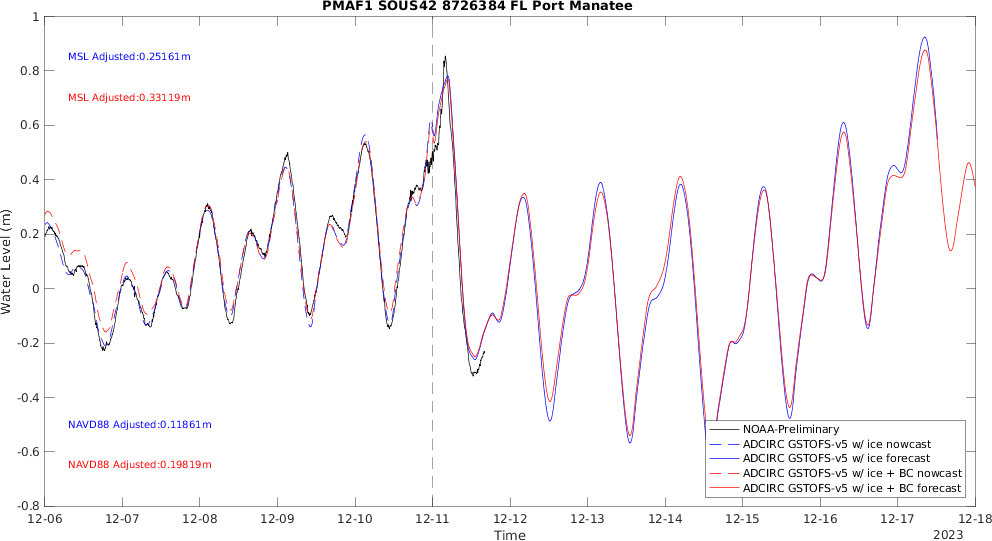 PMAF1 SOUS42 8726384 FL Port Manatee
1
0.8
0.6
0.4
0.2
0
-0.2
-0.4
-0.6
-0.8
Water Level (m)
MSL Adjusted:0.25161m
MSL Adjusted:0.33119m
NAVD88 Adjusted:0.11861m
NAVD88 Adjusted:0.19819m
NOAA-Preliminary
ADCIRC GSTOFS-v5 w/ ice nowcast
ADCIRC GSTOFS-v5 w/ ice forecast
ADCIRC GSTOFS-v5 w/ ice + BC nowcast
ADCIRC GSTOFS-v5 w/ ice + BC forecast
12-06 12-07 12-08 12-09 12-10 12-11 12-12 12-13 12-14 12-15 12-16 12-17 12-18
Time
2023